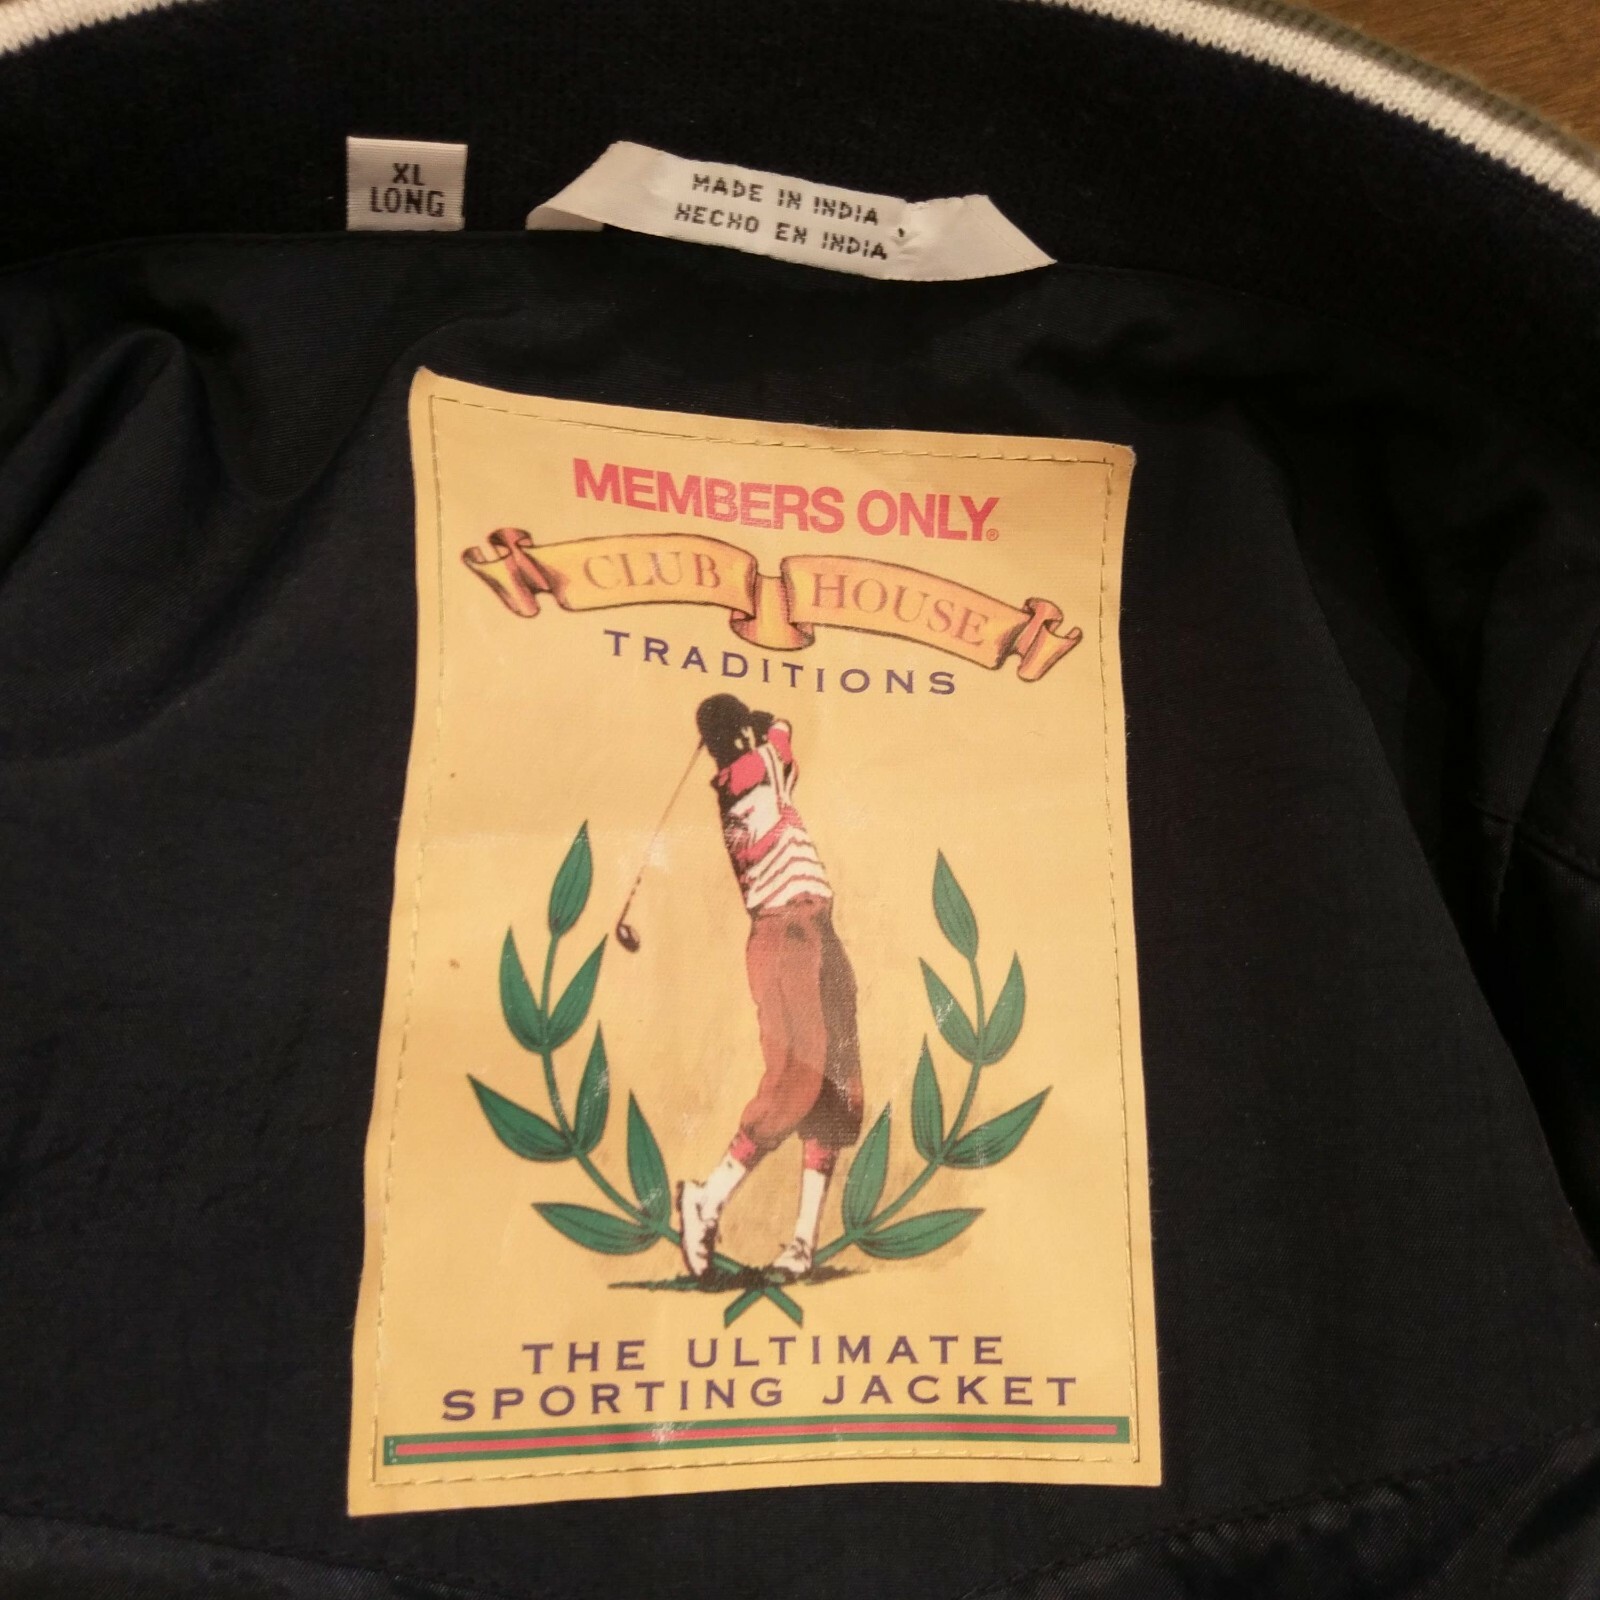 XL
LONG
MADE IN INDIA
HECHO EN INDIA
MEMBERS ONLY®
CLUB HOUSE
TRADITIONS
THE ULTIMATE
SPORTING JACKET